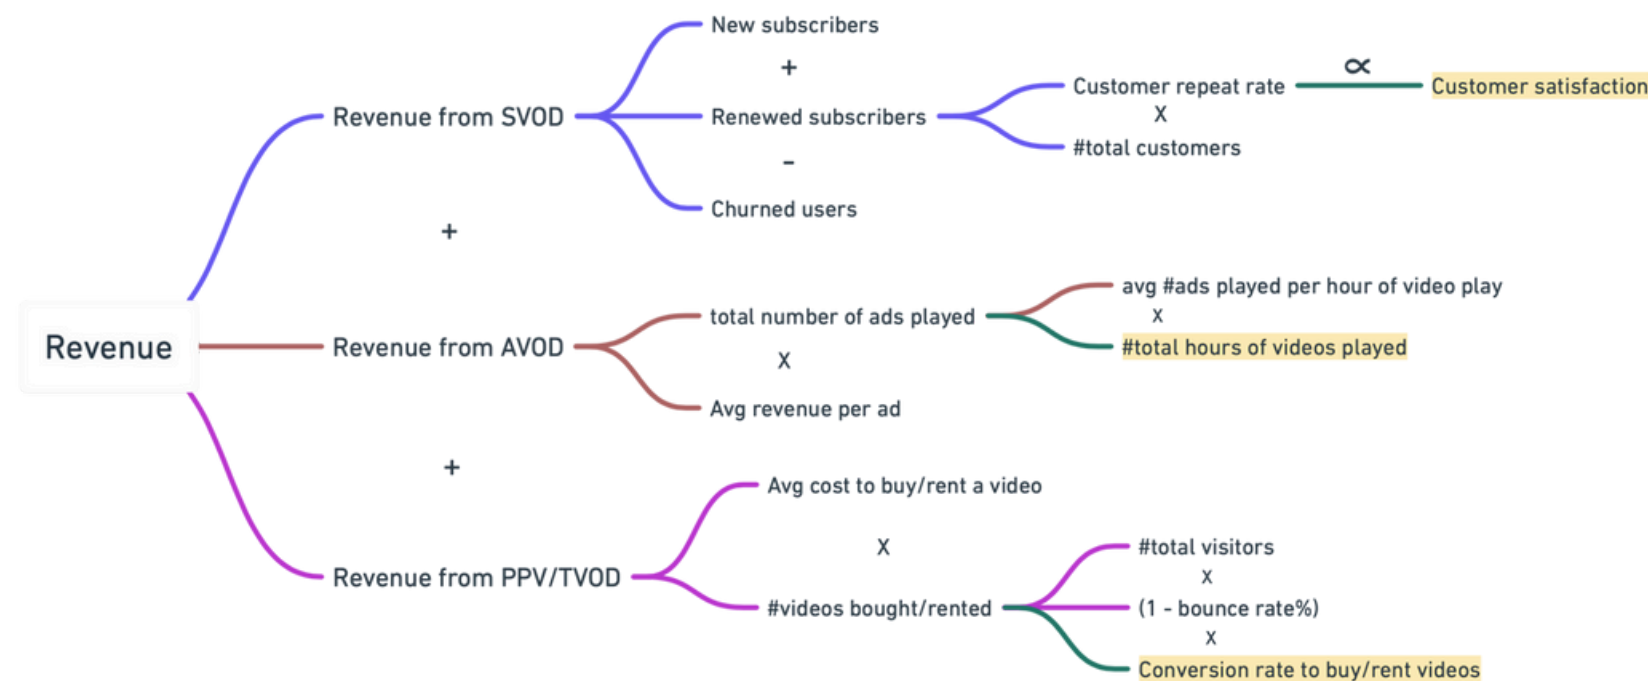 Revenue
Revenue from SVOD
New subscribers
+
Renewed subscribers
Customer repeat rate
∝
Customer satisfaction
X
#total customers
-
Churned users
+
Revenue from AVOD
total number of ads played
avg #ads played per hour of video play
X
#total hours of videos played
X
Avg revenue per ad
+
Revenue from PPV/TVOD
Avg cost to buy/rent a video
X
#videos bought/rented
#total visitors
X
(1 - bounce rate%)
X
Conversion rate to buy/rent videos